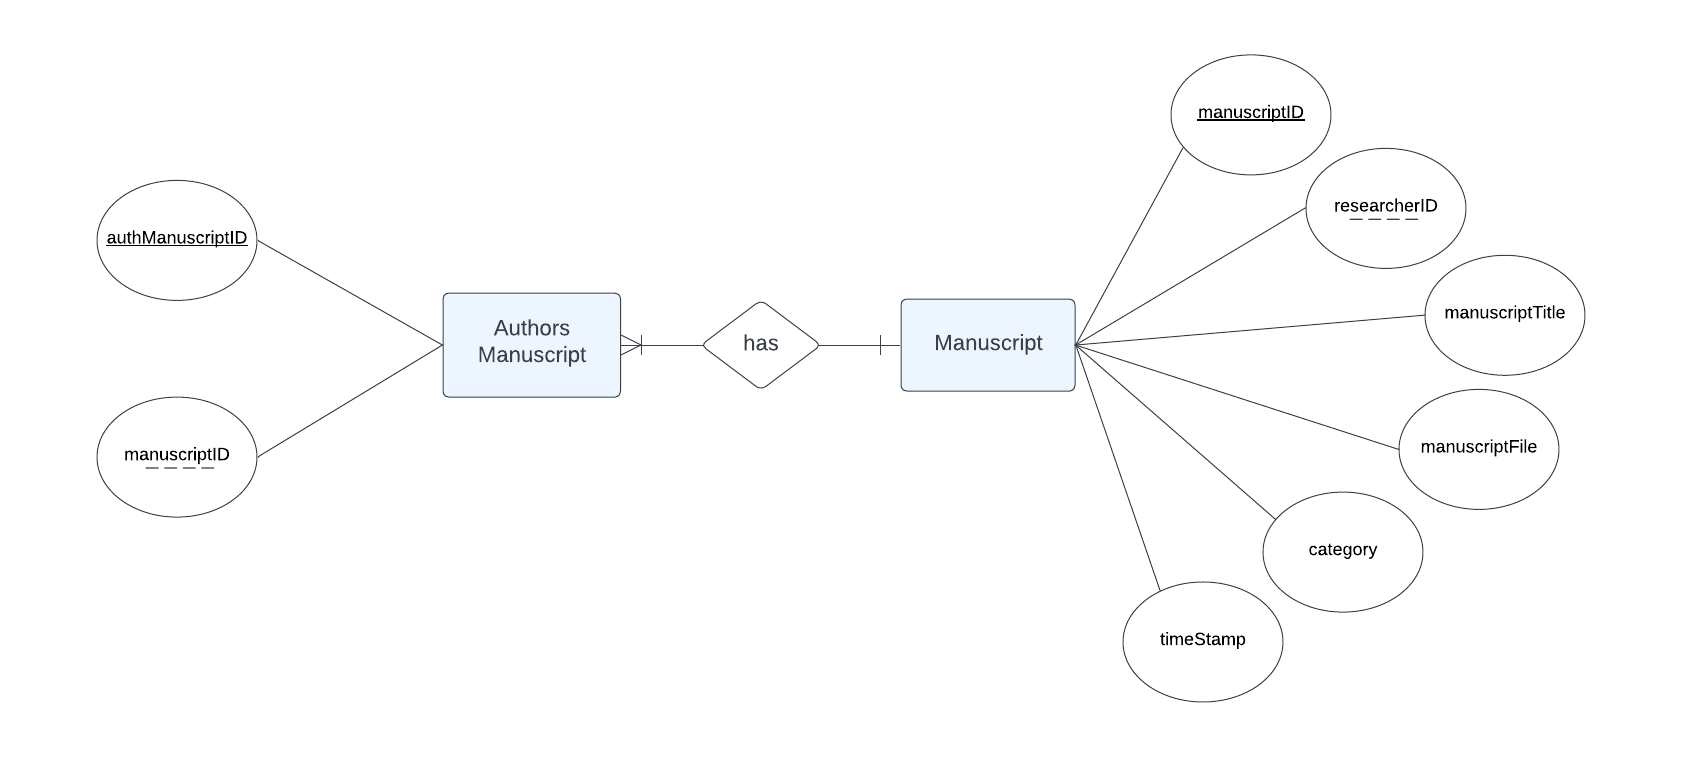 manuscriptID
researcherID
authManuscriptID
manuscriptTitle
Authors
Manuscript
has
Manuscript
manuscriptFile
manuscriptID
category
timeStamp